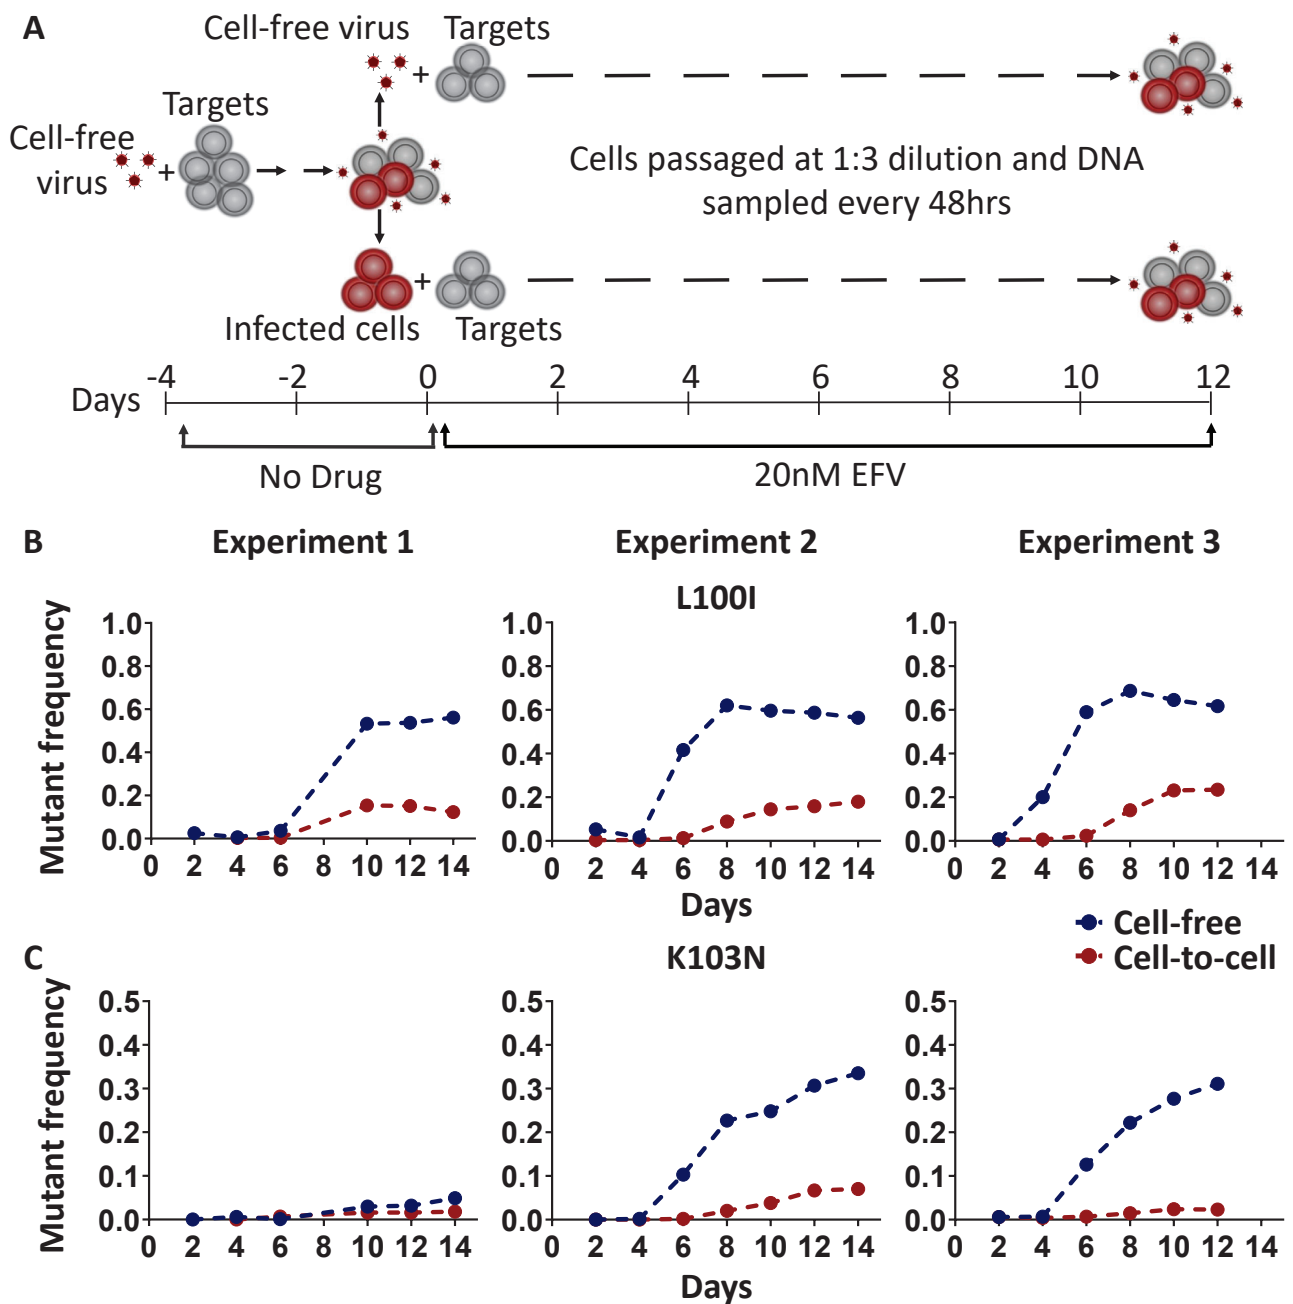 A
Cell-free virus
Targets
Targets
Cell-free
virus
+
+
Cells passaged at 1:3 dilution and DNA
sampled every 48hrs
+
Infected cells
Targets
Days
-4 -2 0 2 4 6 8 10 12
No Drug
20nM EFV
B
Experiment 1
Experiment 2
Experiment 3
L100I
Mutant frequency
1.0
0.8
0.6
0.4
0.2
0.0
0 2 4 6 8 10 12 14
1.0
0.8
0.6
0.4
0.2
0.0
0 2 4 6 8 10 12 14
1.0
0.8
0.6
0.4
0.2
0.0
0 2 4 6 8 10 12 14
Days
Cell-free
Cell-to-cell
C
K103N
Mutant frequency
0.5
0.4
0.3
0.2
0.1
0.0
0 2 4 6 8 10 12 14
0.5
0.4
0.3
0.2
0.1
0.0
0 2 4 6 8 10 12 14
0.5
0.4
0.3
0.2
0.1
0.0
0 2 4 6 8 10 12 14
Days